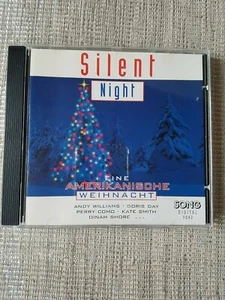 Silent
Night
EINE
AMERIKANISCHE
WEIHNACHT
ANDY WILLIAMS · DORIS DAY
PERRY COMO · KATE SMITH
DINAH SHORE ...
SONG
DIGITAL